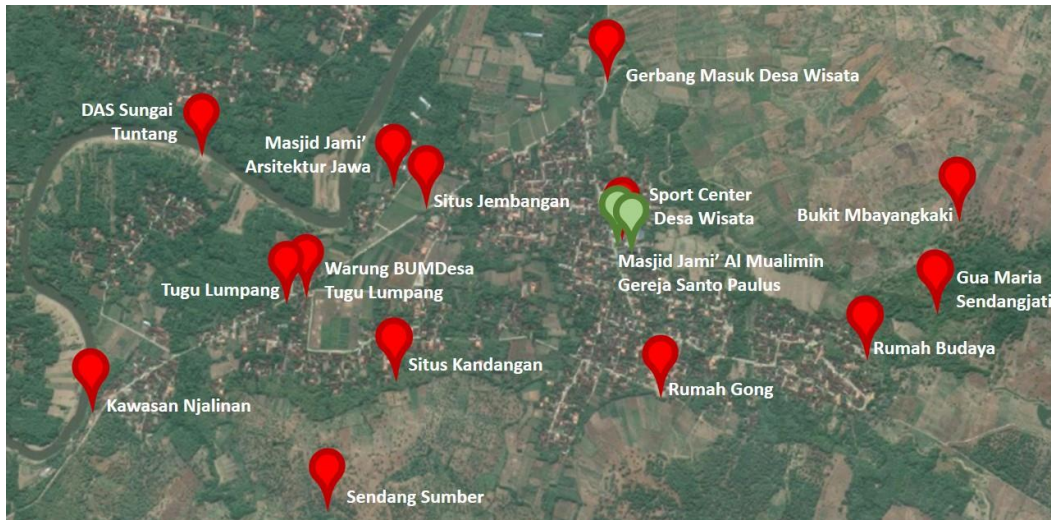 Gerbang Masuk Desa Wisata
DAS Sungai
Tuntang
Masjid Jami’
Arsitektur Jawa
Situs Jembangan
Sport Center
Desa Wisata
Bukit Mbayangkaki
Masjid Jami’ Al Mualimin
Gereja Santo Paulus
Warung BUMDesa
Tugu Lumpang
Tugu Lumpang
Gua Maria
Sendangjati
Rumah Budaya
Situs Kandangan
Rumah Gong
Kawasan Njalinan
Sendang Sumber